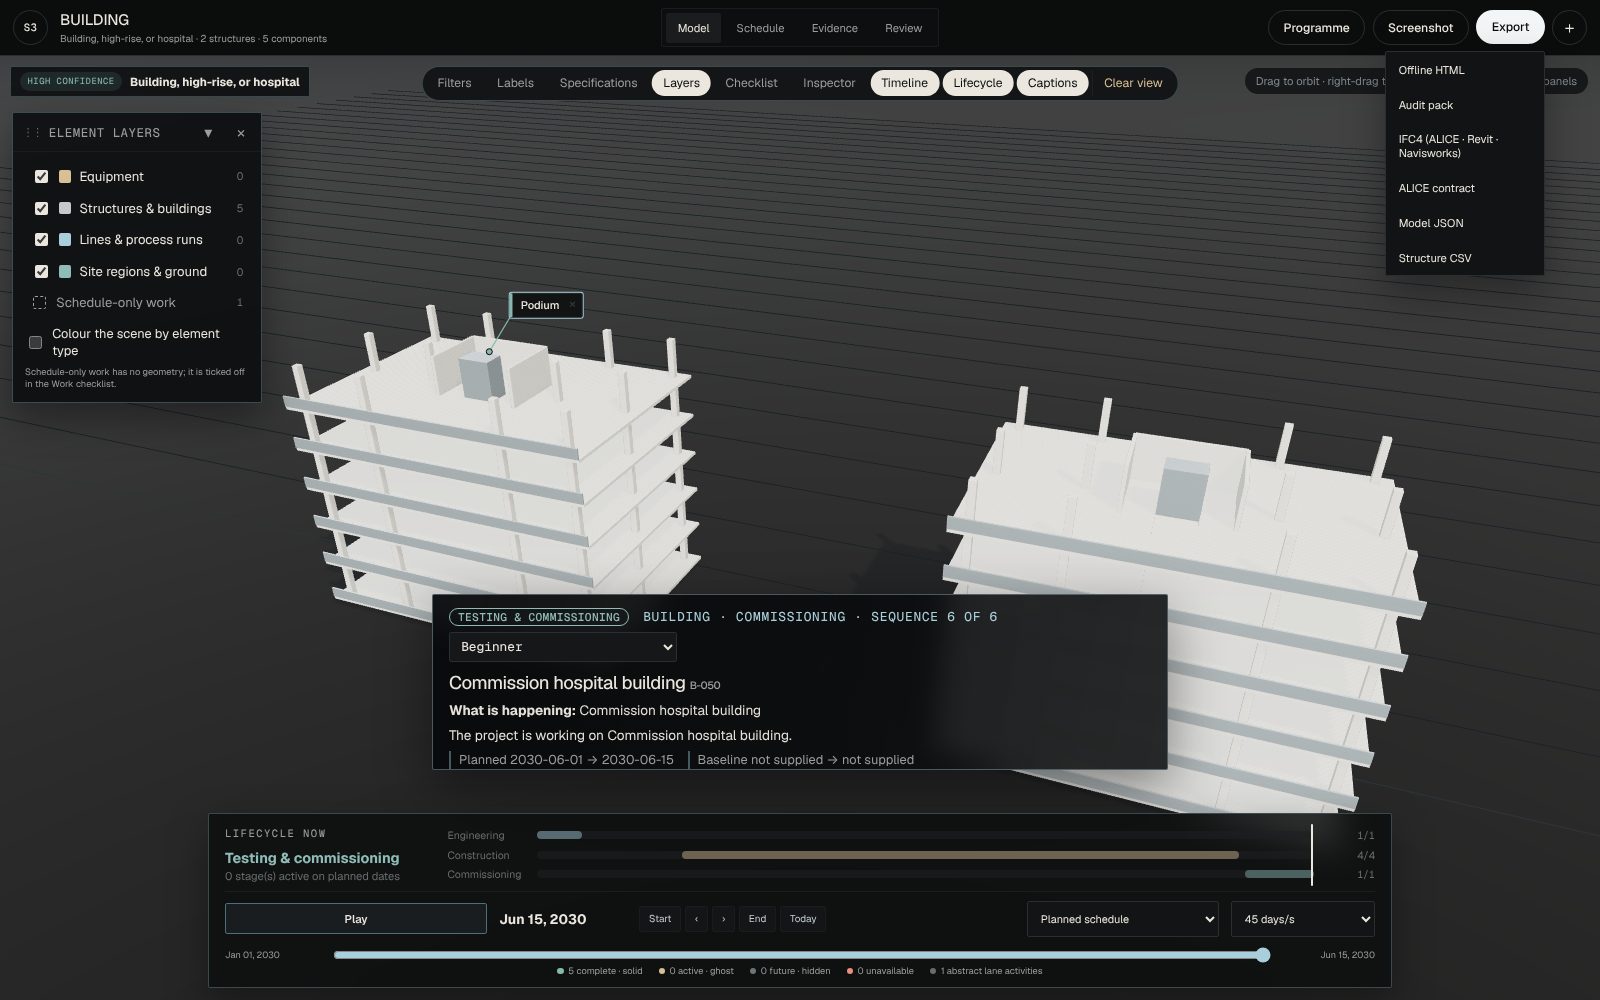 S3
BUILDING
Building, high-rise, or hospital · 2 structures · 5 components
Model
Schedule
Evidence
Review
Programme
Screenshot
Export
+
HIGH CONFIDENCE
Building, high-rise, or hospital
Filters
Labels
Specifications
Layers
Checklist
Inspector
Timeline
Lifecycle
Captions
Clear view
Drag to orbit · right-drag t
panels
Offline HTML
Audit pack
IFC4 (ALICE · Revit ·
Navisworks)
ALICE contract
Model JSON
Structure CSV
ELEMENT LAYERS
Equipment 0
Structures & buildings 5
Lines & process runs 0
Site regions & ground 0
Schedule-only work 1
Colour the scene by element
type
Schedule-only work has no geometry; it is ticked off
in the Work checklist.
Podium ×
TESTING & COMMISSIONING
BUILDING · COMMISSIONING · SEQUENCE 6 OF 6
Beginner
Commission hospital building B-050
What is happening: Commission hospital building
The project is working on Commission hospital building.
Planned 2030-06-01 → 2030-06-15
Baseline not supplied → not supplied
LIFECYCLE NOW
Testing & commissioning
0 stage(s) active on planned dates
Engineering 1/1
Construction 4/4
Commissioning 1/1
Play
Jun 15, 2030
Start
‹
›
End
Today
Planned schedule
45 days/s
Jan 01, 2030
Jun 15, 2030
5 complete · solid
0 active · ghost
0 future · hidden
0 unavailable
1 abstract lane activities